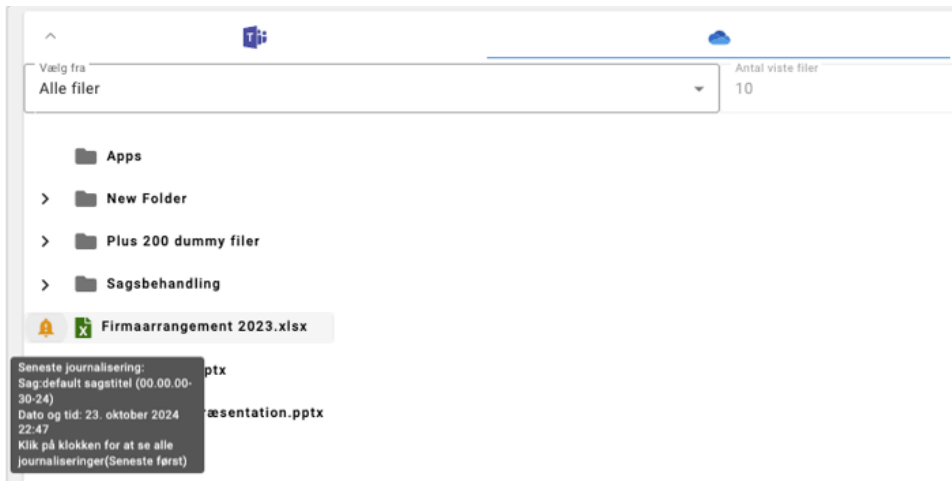 Vælg fra
Antal viste filer
Alle filer
10
Apps
New Folder
Plus 200 dummy filer
Sagsbehandling
Firmaarrangement 2023.xlsx
ptx
ræsentation.pptx
Seneste journalisering:
Sag:default sagstitel (00.00.00-
30-24)
Dato og tid: 23. oktober 2024
22:47
Klik på klokken for at se alle
journaliseringer(Seneste først)